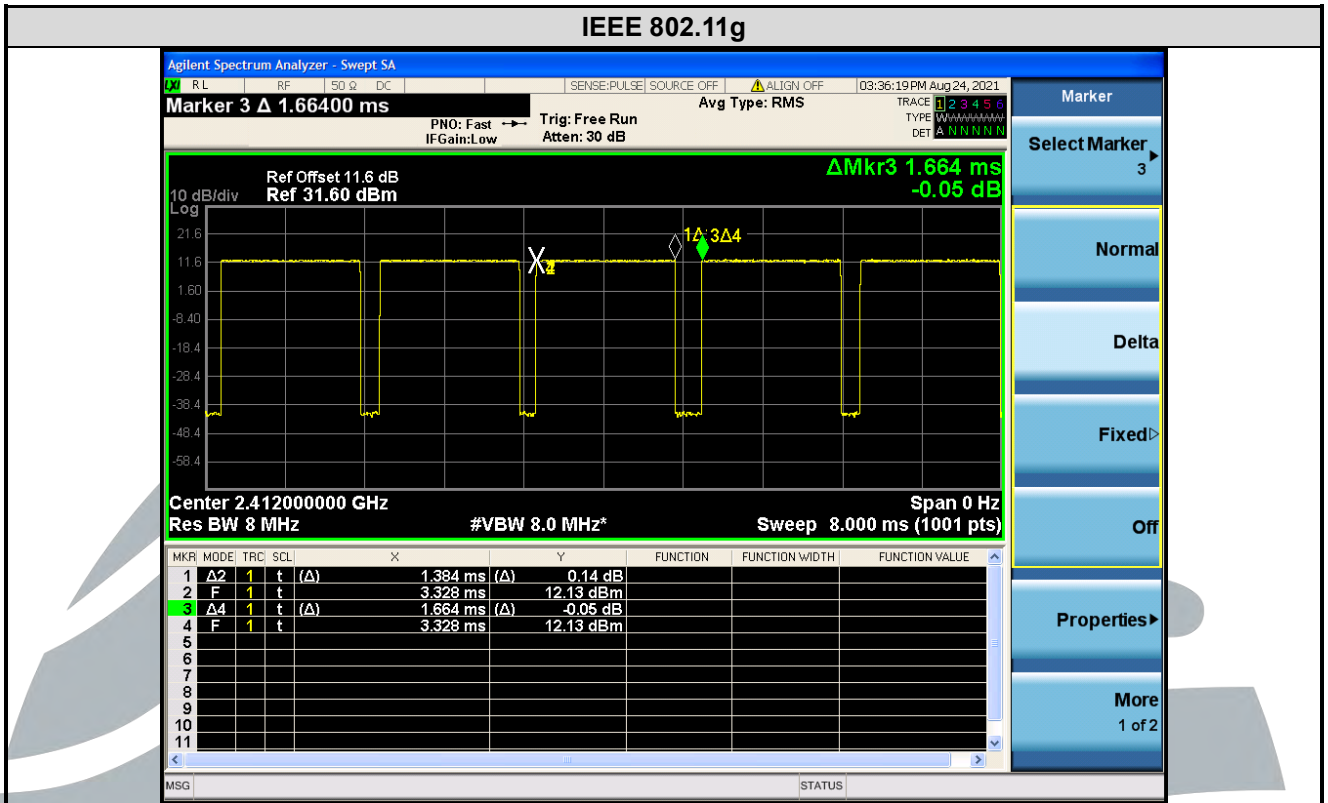 IEEE 802.11g
Agilent Spectrum Analyzer - Swept SA
LXI RL RF 50 Ω DC SENSE:PULSE SOURCE OFF ALIGN OFF 03:36:19 PM Aug 24, 2021
Marker 3 Δ 1.66400 ms
PNO: Fast
IFGain:Low
Trig: Free Run
Atten: 30 dB
Avg Type: RMS
TRACE 1 2 3 4 5 6
TYPE W
DET A N N N N N
ΔMkr3 1.664 ms
-0.05 dB
Ref Offset 11.6 dB
10 dB/div Ref 31.60 dBm
Log
21.6
11.6
1.60
-8.40
-18.4
-28.4
-38.4
-48.4
-58.4
1Δ 3Δ4
Center 2.412000000 GHz Span 0 Hz
Res BW 8 MHz #VBW 8.0 MHz* Sweep 8.000 ms (1001 pts)
MKR MODE TRC SCL X Y FUNCTION FUNCTION WIDTH FUNCTION VALUE
1 Δ2 1 t (Δ) 1.384 ms (Δ) 0.14 dB
2 F 1 t 3.328 ms 12.13 dBm
3 Δ4 1 t (Δ) 1.664 ms (Δ) -0.05 dB
4 F 1 t 3.328 ms 12.13 dBm
5
6
7
8
9
10
11
MSG STATUS
Marker
Select Marker
3
Normal
Delta
Fixed
Off
Properties
More
1 of 2